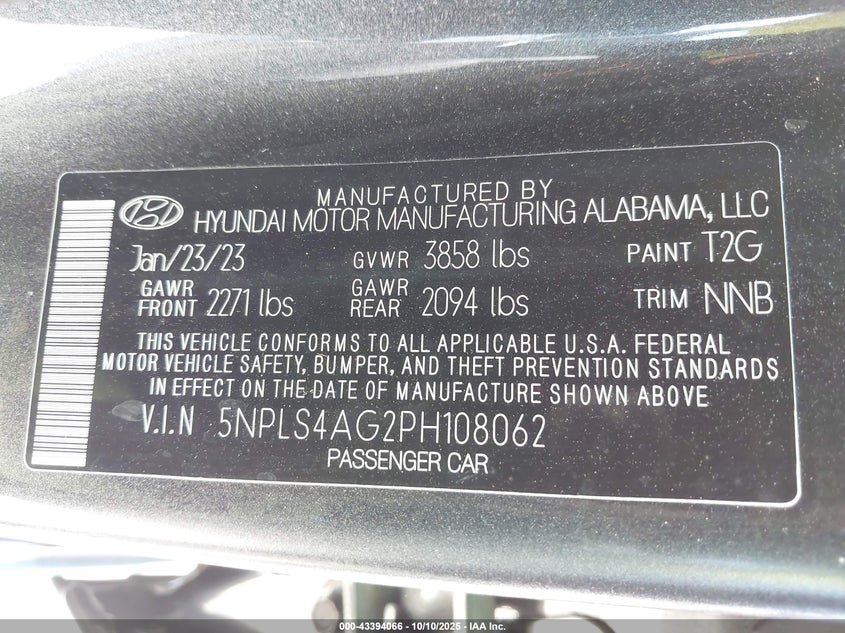 MANUFACTURED BY
HYUNDAI MOTOR MANUFACTURING ALABAMA, LLC
Jan/23/23 GVWR 3858 lbs PAINT T2G
GAWR FRONT 2271 lbs GAWR REAR 2094 lbs TRIM NNB
THIS VEHICLE CONFORMS TO ALL APPLICABLE U.S.A. FEDERAL
MOTOR VEHICLE SAFETY, BUMPER, AND THEFT PREVENTION STANDARDS
IN EFFECT ON THE DATE OF MANUFACTURE SHOWN ABOVE
V.I.N 5NPLS4AG2PH108062
PASSENGER CAR
000-43394066 - 10/10/2025 - IAA Inc.